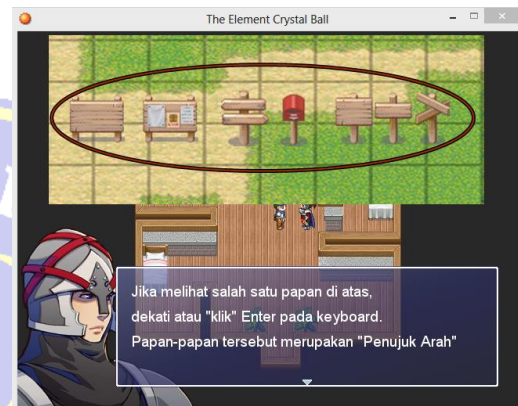 The Element Crystal Ball
Jika melihat salah satu papan di atas,
dekati atau "klik" Enter pada keyboard.
Papan-papan tersebut merupakan "Penujuk Arah"